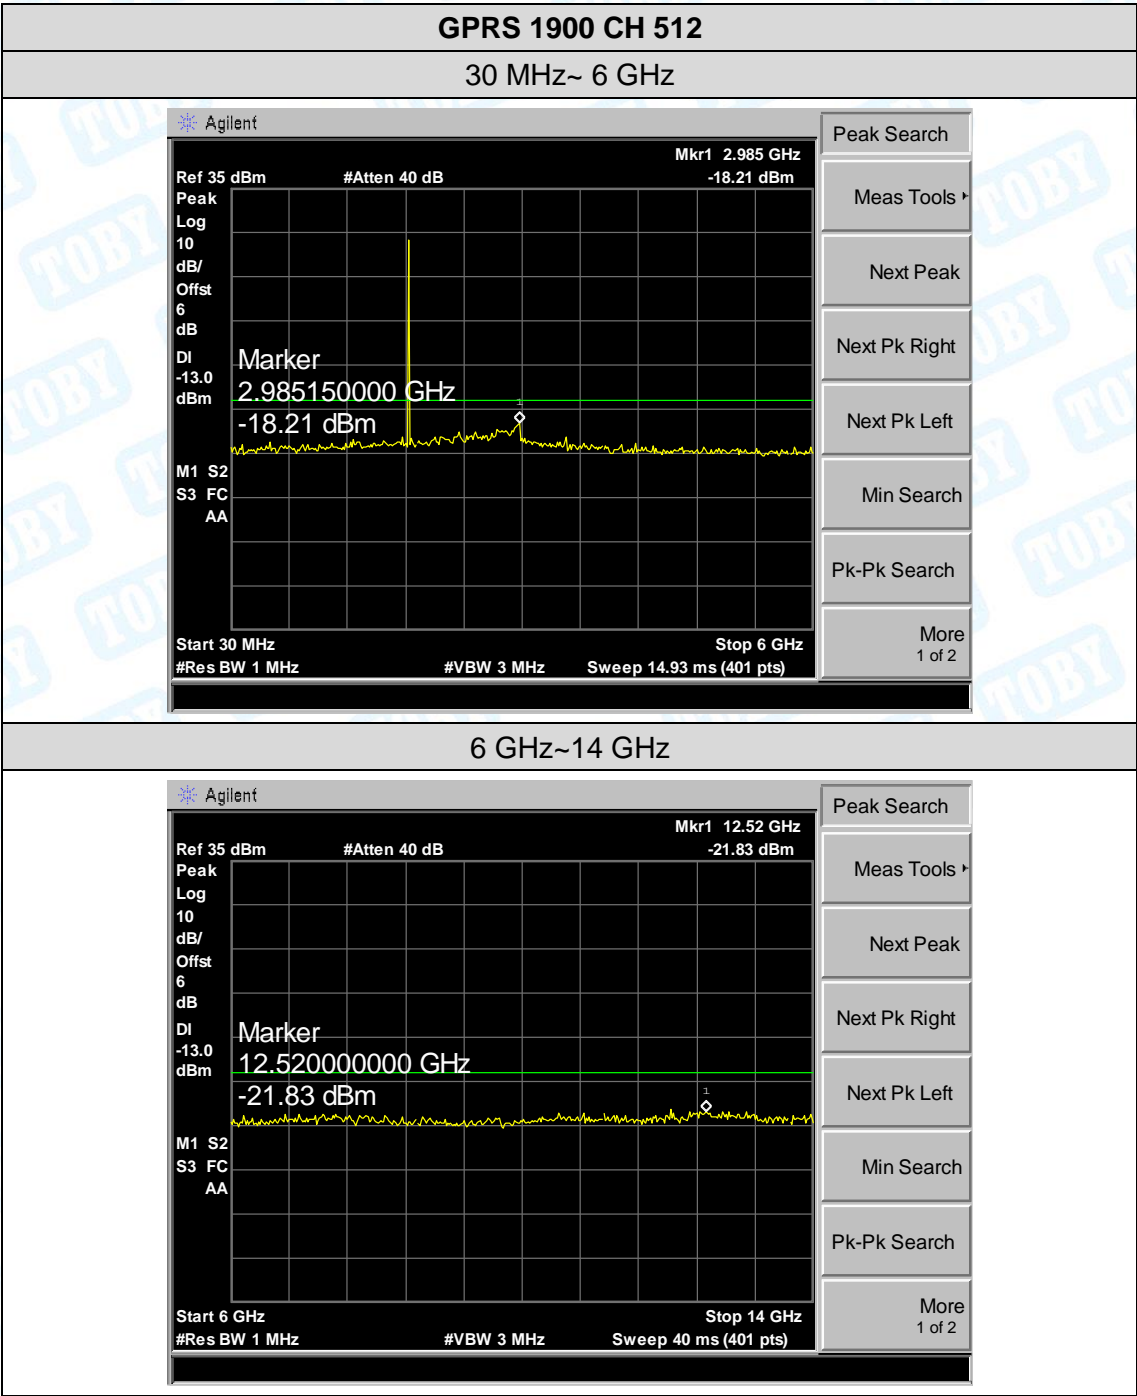 GPRS 1900 CH 512
30 MHz~ 6 GHz
Agilent
Peak Search
Mkr1 2.985 GHz
Ref 35 dBm #Atten 40 dB -18.21 dBm
Peak
Log
10
dB/
Offst
6
dB
DI
-13.0
dBm
Marker
2.985150000 GHz
-18.21 dBm
1
M1 S2
S3 FC
AA
Start 30 MHz Stop 6 GHz
#Res BW 1 MHz #VBW 3 MHz Sweep 14.93 ms (401 pts)
Meas Tools
Next Peak
Next Pk Right
Next Pk Left
Min Search
Pk-Pk Search
More
1 of 2
6 GHz~14 GHz
Agilent
Peak Search
Mkr1 12.52 GHz
Ref 35 dBm #Atten 40 dB -21.83 dBm
Peak
Log
10
dB/
Offst
6
dB
DI
-13.0
dBm
Marker
12.520000000 GHz
-21.83 dBm
1
M1 S2
S3 FC
AA
Start 6 GHz Stop 14 GHz
#Res BW 1 MHz #VBW 3 MHz Sweep 40 ms (401 pts)
Meas Tools
Next Peak
Next Pk Right
Next Pk Left
Min Search
Pk-Pk Search
More
1 of 2
TOBY